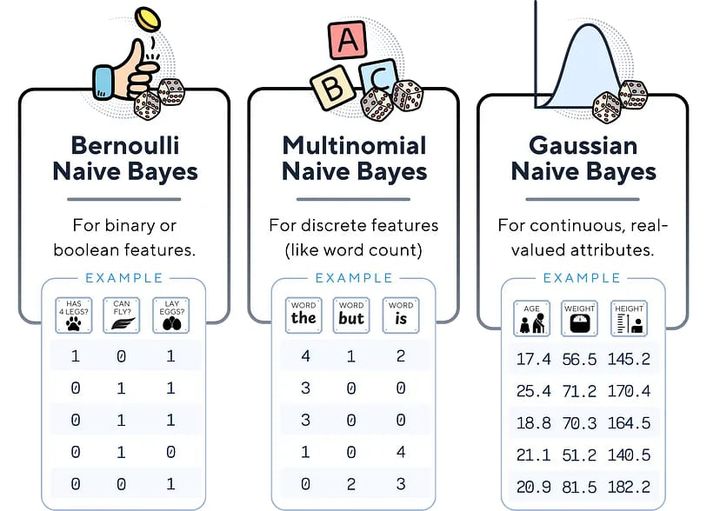 A
B
C
Bernoulli
Naive Bayes
For binary or
boolean features.
EXAMPLE
HAS
4 LEGS?
CAN
FLY?
LAY
EGGS?
1 0 1
0 1 1
0 1 1
0 1 0
0 0 1
Multinomial
Naive Bayes
For discrete features
(like word count)
EXAMPLE
WORD
the
WORD
but
WORD
is
4 1 2
3 0 0
3 0 0
1 0 4
0 2 3
Gaussian
Naive Bayes
For continuous, real-
valued attributes.
EXAMPLE
AGE
WEIGHT
HEIGHT
17.4 56.5 145.2
25.4 71.2 170.4
18.8 70.3 164.5
21.1 51.2 140.5
20.9 81.5 182.2